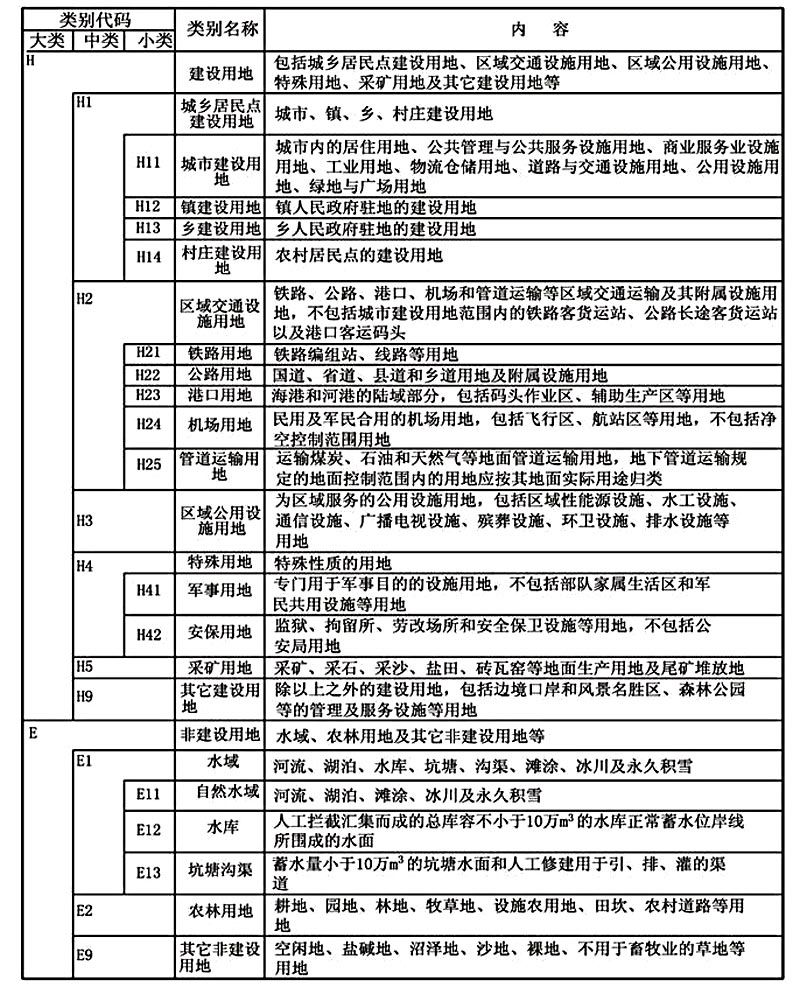 类别代码 类别名称 内 容
大类 中类 小类
H 建设用地 包括城乡居民点建设用地、区域交通设施用地、区域公用设施用地、
特殊用地、采矿用地及其它建设用地等
H1 城乡居民点
建设用地 城市、镇、乡、村庄建设用地
H11 城市建设用
地 城市内的居住用地、公共管理与公共服务设施用地、商业服务业设施
用地、工业用地、物流仓储用地、道路与交通设施用地、公用设施用
地、绿地与广场用地
H12 镇建设用地 镇人民政府驻地的建设用地
H13 乡建设用地 乡人民政府驻地的建设用地
H14 村庄建设用
地 农村居民点的建设用地
H2 区域交通设
施用地 铁路、公路、港口、机场和管道运输等区域交通运输及其附属设施用
地，不包括城市建设用地范围内的铁路客货运站、公路长途客货运站
以及港口客运码头
H21 铁路用地 铁路编组站、线路等用地
H22 公路用地 国道、省道、县道和乡道用地及附属设施用地
H23 港口用地 海港和河港的陆域部分，包括码头作业区、辅助生产区等用地
H24 机场用地 民用及军民合用的机场用地，包括飞行区、航站区等用地，不包括净
空控制范围用地
H25 管道运输用
地 运输煤炭、石油和天然气等地面管道运输用地，地下管道运输规
定的地面控制范围内的用地应按其地面实际用途归类
H3 区域公用设
施用地 为区域服务的公用设施用地，包括区域性能源设施、水工设施、
通信设施、广播电视设施、殡葬设施、环卫设施、排水设施等
用地
H4 特殊用地 特殊性质的用地
H41 军事用地 专门用于军事目的的设施用地，不包括部队家属生活区和军
民共用设施等用地
H42 安保用地 监狱、拘留所、劳改场所和安全保卫设施等用地，不包括公
安局用地
H5 采矿用地 采矿、采石、采沙、盐田、砖瓦窑等地面生产用地及尾矿堆放地
H9 其它建设用
地 除以上之外的建设用地，包括边境口岸和风景名胜区、森林公园
等的管理及服务设施等用地
E 非建设用地 水域、农林用地及其它非建设用地等
E1 水域 河流、湖泊、水库、坑塘、沟渠、滩涂、冰川及永久积雪
E11 自然水域 河流、湖泊、滩涂、冰川及永久积雪
E12 水库 人工拦截汇集而成的总库容不小于10万m³的水库正常蓄水位岸线
所围成的水面
E13 坑塘沟渠 蓄水量小于10万m³的坑塘水面和人工修建用于引、排、灌的渠
道
E2 农林用地 耕地、园地、林地、牧草地、设施农用地、田坎、农村道路等用
地
E9 其它非建设
用地 空闲地、盐碱地、沼泽地、沙地、裸地、不用于畜牧业的草地等
用地